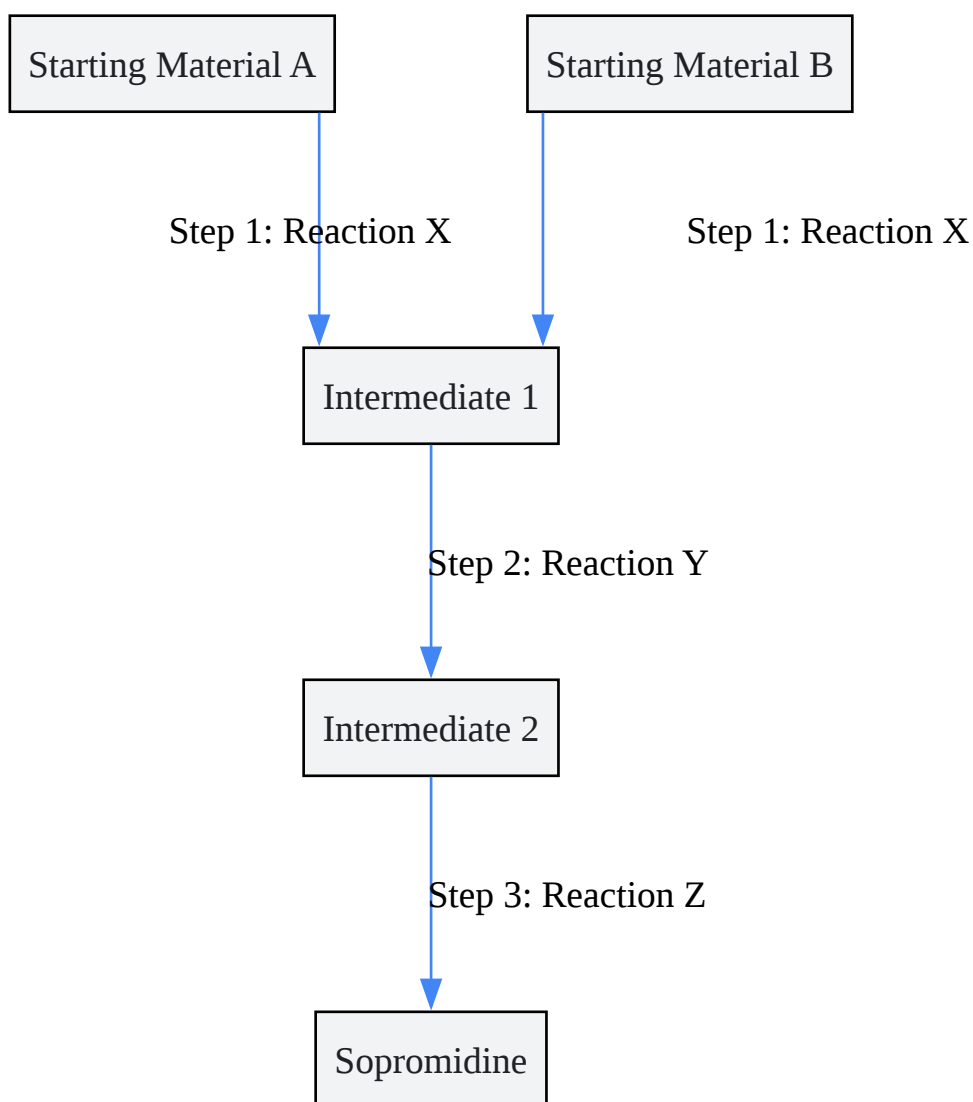 Starting Material A
Starting Material B
Step 1: Reaction X
Step 1: Reaction X
Intermediate 1
Step 2: Reaction Y
Intermediate 2
Step 3: Reaction Z
Sopromidine